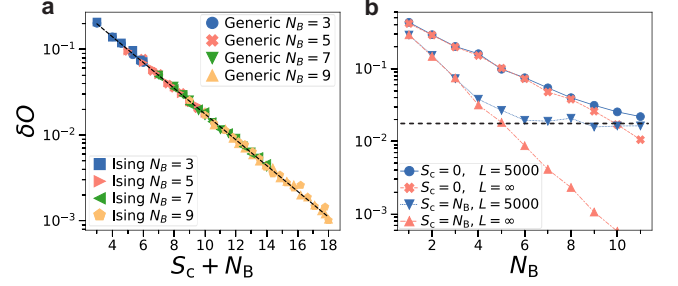 a
Generic N_B = 3
Generic N_B = 5
Generic N_B = 7
Generic N_B = 9
Ising N_B = 3
Ising N_B = 5
Ising N_B = 7
Ising N_B = 9
10⁻¹
10⁻²
10⁻³
δO
4 6 8 10 12 14 16 18
S_c + N_B
b
10⁻¹
10⁻²
10⁻³
S_c = 0, L = 5000
S_c = 0, L = ∞
S_c = N_B, L = 5000
S_c = N_B, L = ∞
2 4 6 8 10
N_B